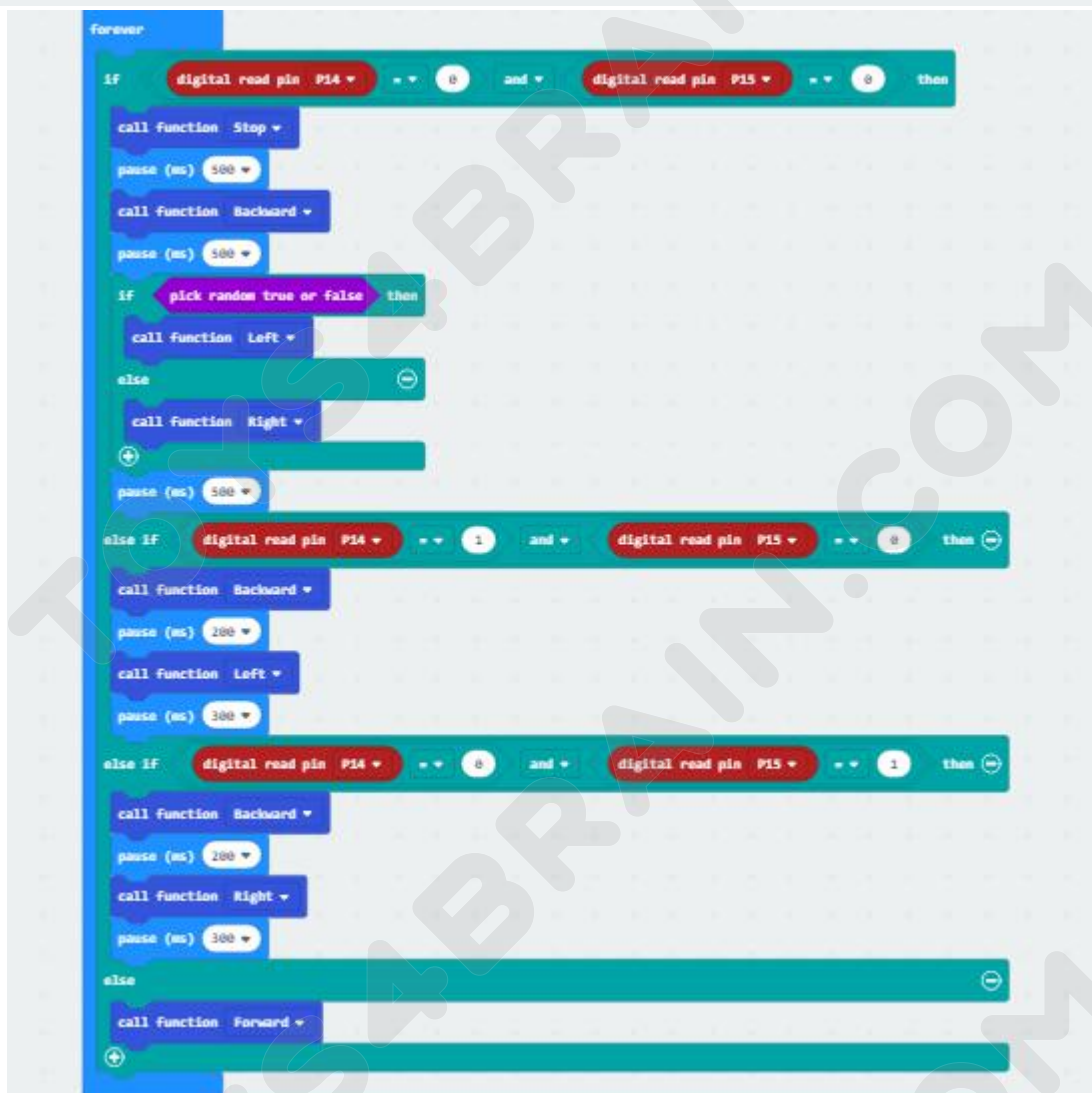 forever
if digital read pin P14 = 0 and digital read pin P15 = 0 then
call function Stop
pause (ms) 500
call function Backward
pause (ms) 500
if pick random true or false then
call function Left
else
call function Right
pause (ms) 500
else if digital read pin P14 = 1 and digital read pin P15 = 0 then
call function Backward
pause (ms) 200
call function Left
pause (ms) 300
else if digital read pin P14 = 0 and digital read pin P15 = 1 then
call function Backward
pause (ms) 200
call function Right
pause (ms) 300
else
call function Forward
TOYS4BRAIN.COM
TOYS4BRAIN.COM